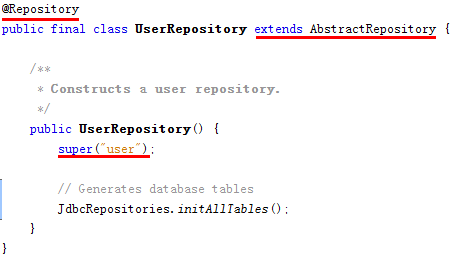 @Repository
public final class UserRepository extends AbstractRepository {
/**
* Constructs a user repository.
*/
public UserRepository() {
super("user");
// Generates database tables
JdbcRepositories.initAllTables();
}
}